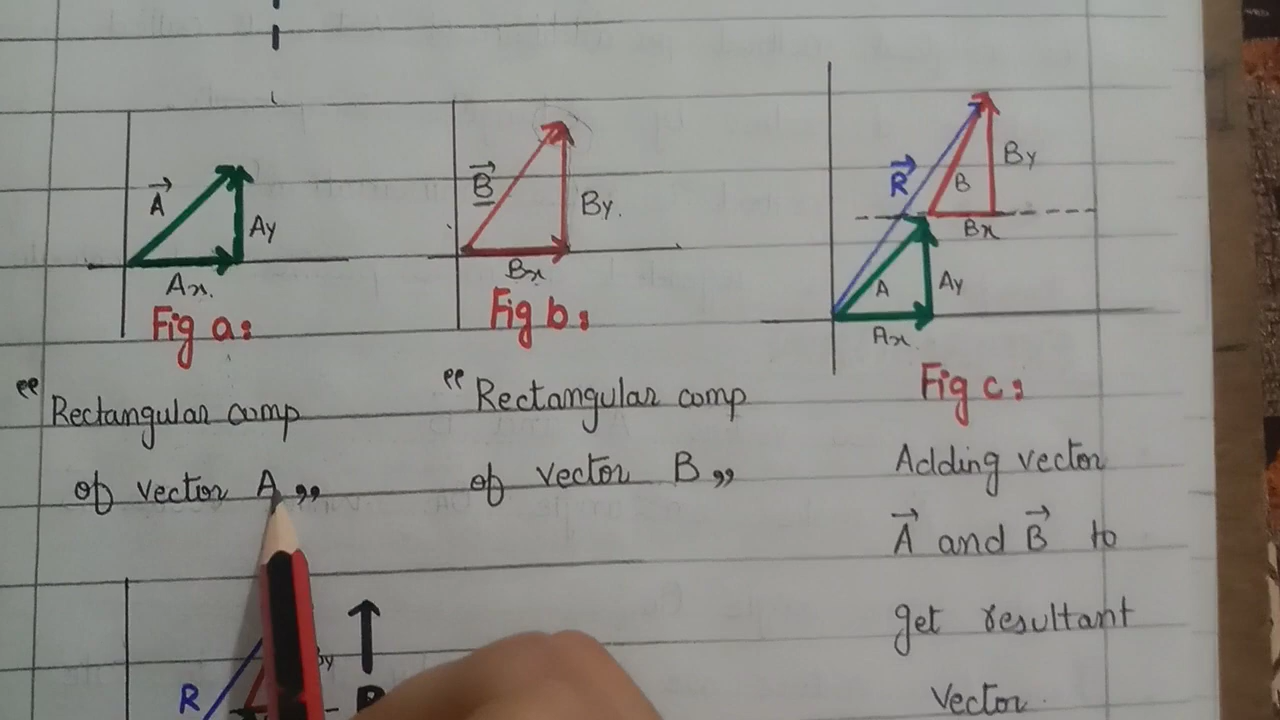 A
Ay
Ax
Fig a:
B
By.
Bx
Fig b:
R
B
By
Bx
A
Ay
Ax
Fig c:
“Rectangular comp
of vector A„
“Rectangular comp
of vector B„
Adding vector
A and B to
get resultant
vector.
R
By